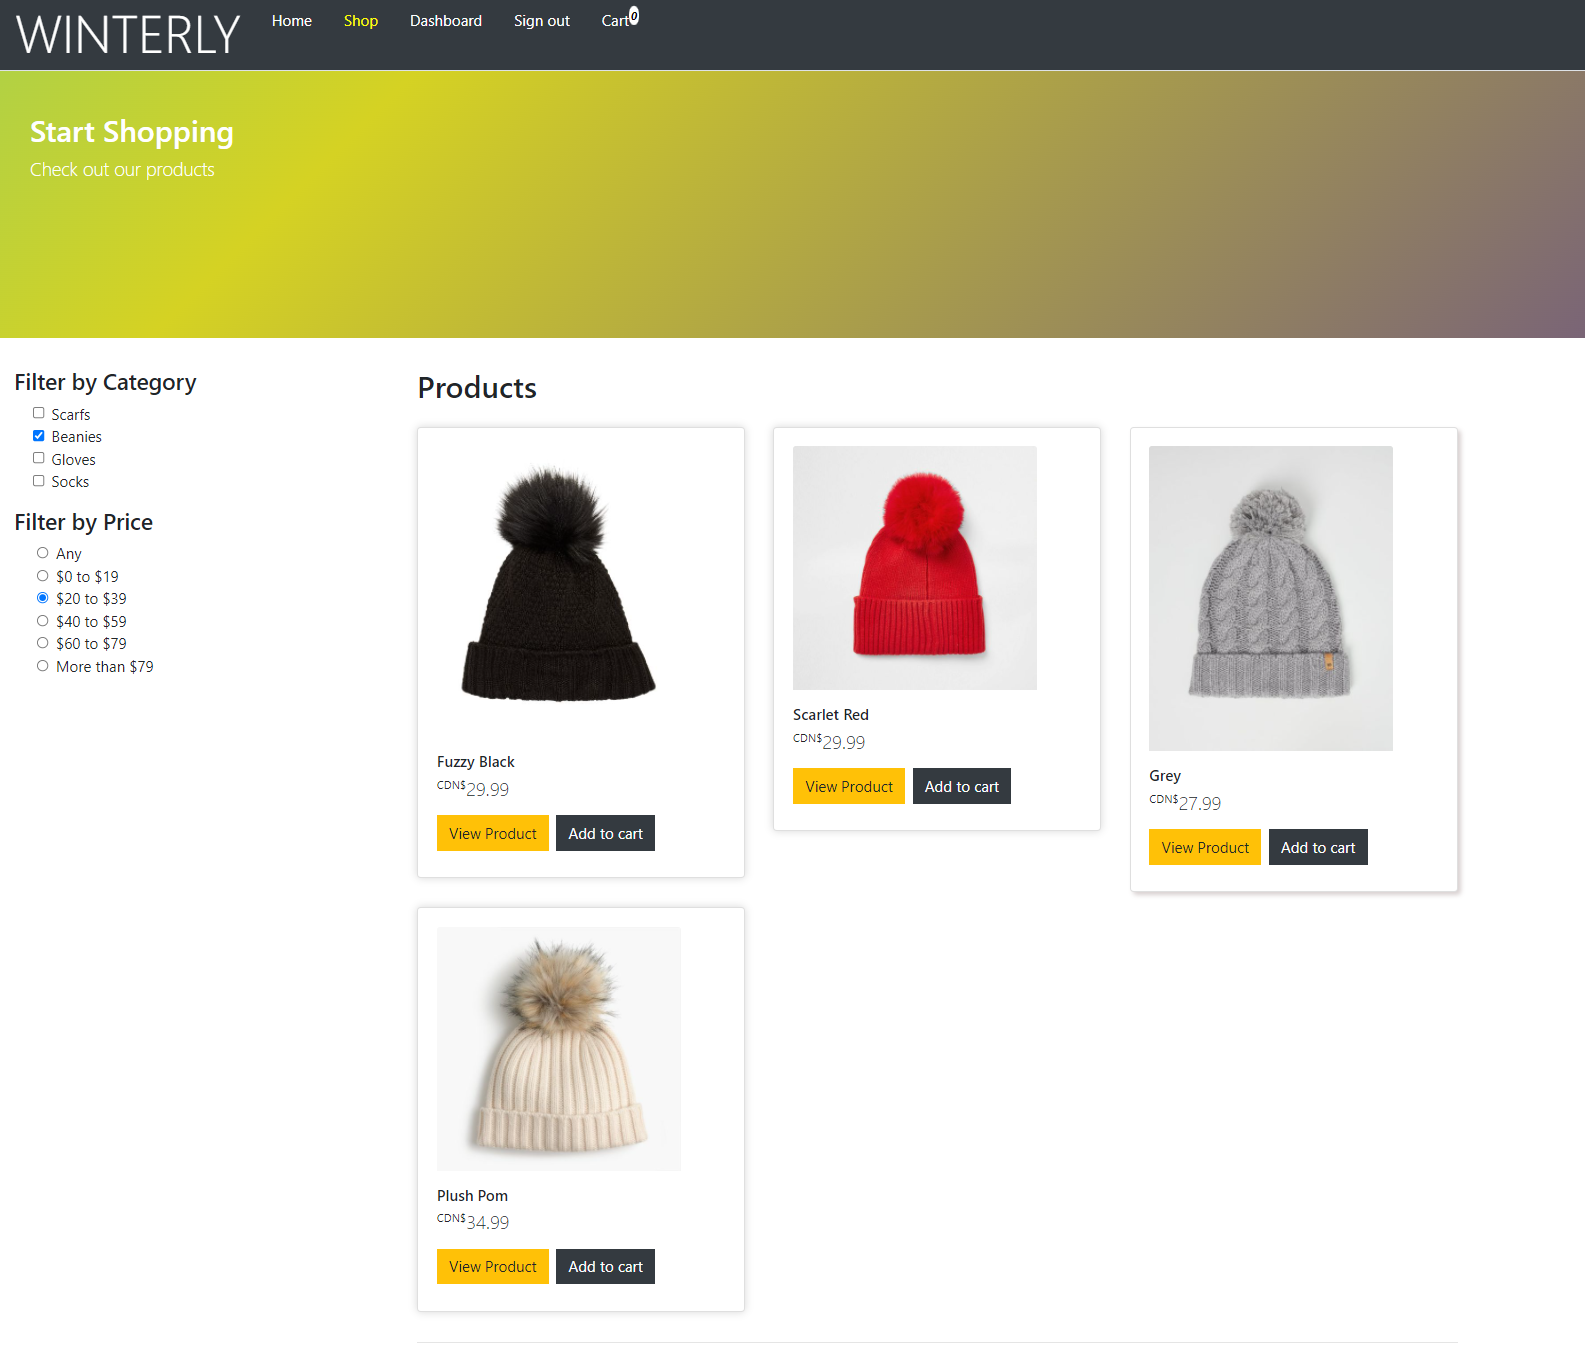 WINTERLY
Home Shop Dashboard Sign out Cart 0
Start Shopping
Check out our products
Filter by Category
Scarfs
Beanies
Gloves
Socks
Filter by Price
Any
$0 to $19
$20 to $39
$40 to $59
$60 to $79
More than $79
Products
Fuzzy Black
CDN$29.99
View Product Add to cart
Scarlet Red
CDN$29.99
View Product Add to cart
Grey
CDN$27.99
View Product Add to cart
Plush Pom
CDN$34.99
View Product Add to cart